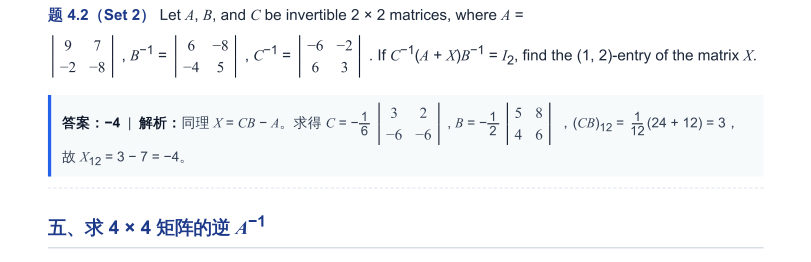 题 4.2（Set 2） Let A, B, and C be invertible 2 × 2 matrices, where A =
| 9 7 |
| −2 −8 | , B⁻¹ = | 6 −8 |
| −4 5 | , C⁻¹ = | −6 −2 |
| 6 3 | . If C⁻¹(A + X)B⁻¹ = I₂, find the (1, 2)-entry of the matrix X.
答案：−4 | 解析：同理 X = CB − A。求得 C = −1/6 | 3 2 |
| −6 −6 | , B = −1/2 | 5 8 |
| 4 6 | ，(CB)₁₂ = 1/12(24 + 12) = 3，
故 X₁₂ = 3 − 7 = −4。
五、求 4 × 4 矩阵的逆 A⁻¹